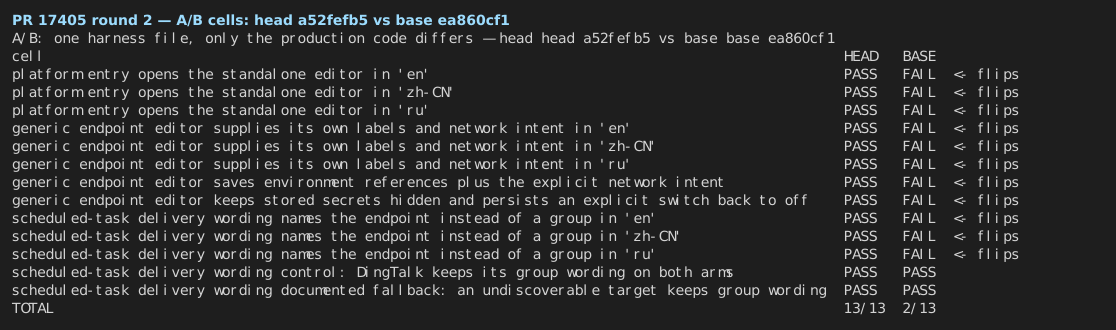 PR 17405 round 2 — A/B cells: head a52fefb5 vs base ea860cf1
A/B: one harness file, only the production code differs — head head a52fefb5 vs base base ea860cf1
cell HEAD BASE
platform entry opens the standalone editor in 'en' PASS FAIL <- flips
platform entry opens the standalone editor in 'zh-CN' PASS FAIL <- flips
platform entry opens the standalone editor in 'ru' PASS FAIL <- flips
generic endpoint editor supplies its own labels and network intent in 'en' PASS FAIL <- flips
generic endpoint editor supplies its own labels and network intent in 'zh-CN' PASS FAIL <- flips
generic endpoint editor supplies its own labels and network intent in 'ru' PASS FAIL <- flips
generic endpoint editor saves environment references plus the explicit network intent PASS FAIL <- flips
generic endpoint editor keeps stored secrets hidden and persists an explicit switch back to off PASS FAIL <- flips
scheduled-task delivery wording names the endpoint instead of a group in 'en' PASS FAIL <- flips
scheduled-task delivery wording names the endpoint instead of a group in 'zh-CN' PASS FAIL <- flips
scheduled-task delivery wording names the endpoint instead of a group in 'ru' PASS FAIL <- flips
scheduled-task delivery wording control: DingTalk keeps its group wording on both arms PASS PASS
scheduled-task delivery wording documented fallback: an undiscoverable target keeps group wording PASS PASS
TOTAL 13/13 2/13